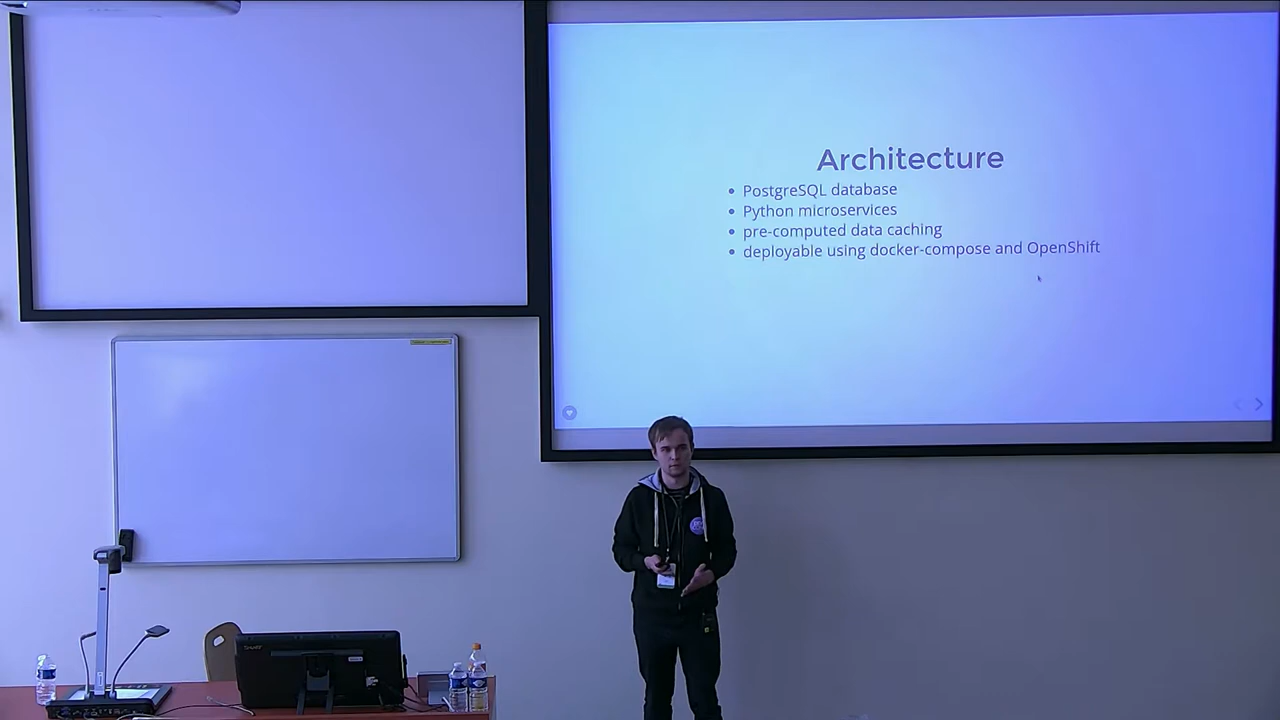 Architecture
PostgreSQL database
Python microservices
pre-computed data caching
deployable using docker-compose and OpenShift